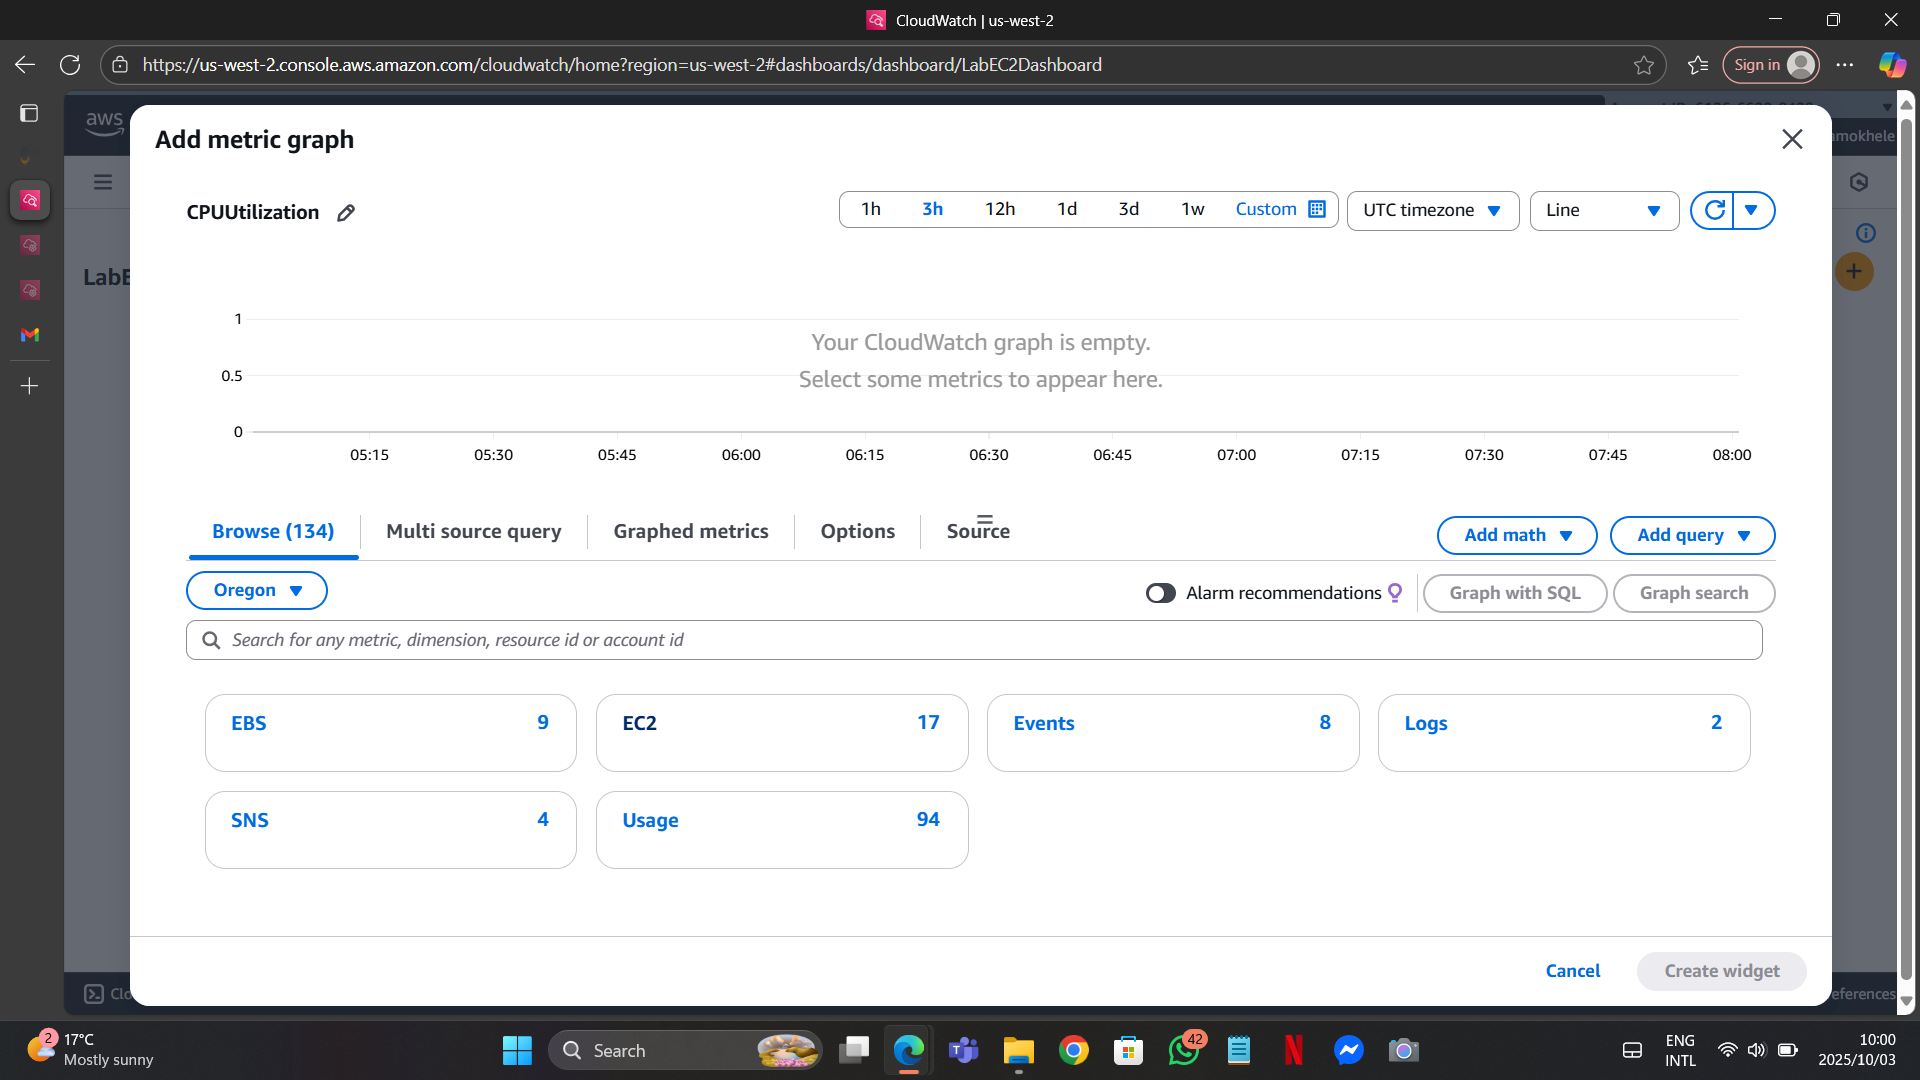 CloudWatch | us-west-2
https://us-west-2.console.aws.amazon.com/cloudwatch/home?region=us-west-2#dashboards/dashboard/LabEC2Dashboard
Sign in
aws
mokhele
Add metric graph
CPUUtilization
1h 3h 12h 1d 3d 1w Custom
UTC timezone
Line
LabE
1
Your CloudWatch graph is empty.
0.5
Select some metrics to appear here.
0
05:15 05:30 05:45 06:00 06:15 06:30 06:45 07:00 07:15 07:30 07:45 08:00
Browse (134) Multi source query Graphed metrics Options Source
Add math Add query
Oregon
Alarm recommendations
Graph with SQL Graph search
Search for any metric, dimension, resource id or account id
EBS 9
EC2 17
Events 8
Logs 2
SNS 4
Usage 94
Cancel Create widget
Clo
eferences
2
17°C
Mostly sunny
Search
42
ENG
INTL
10:00
2025/10/03